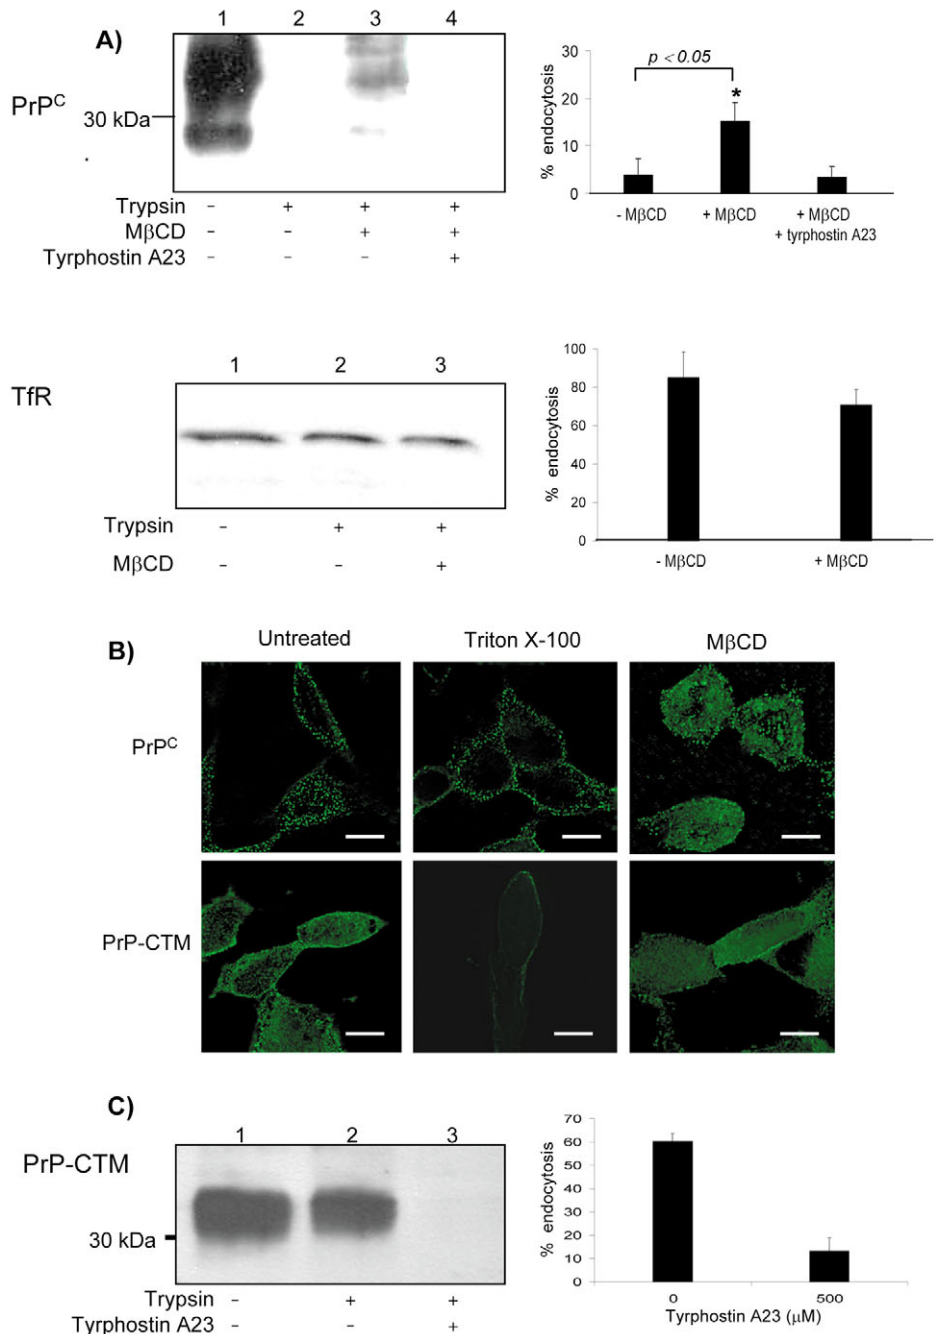 A)
1 2 3 4
PrPC
30 kDa
Trypsin - + + +
MβCD - - + +
Tyrphostin A23 - - - +
% endocytosis
30
20
10
0
p < 0.05
*
- MβCD + MβCD + MβCD
+ tyrphostin A23
TfR
1 2 3
Trypsin - + +
MβCD - - +
% endocytosis
100
80
60
40
20
0
- MβCD + MβCD
B)
Untreated Triton X-100 MβCD
PrPC
PrP-CTM
C)
1 2 3
PrP-CTM
30 kDa
Trypsin - + +
Tyrphostin A23 - - +
% endocytosis
70
60
50
40
30
20
10
0
0 500
Tyrphostin A23 (μM)